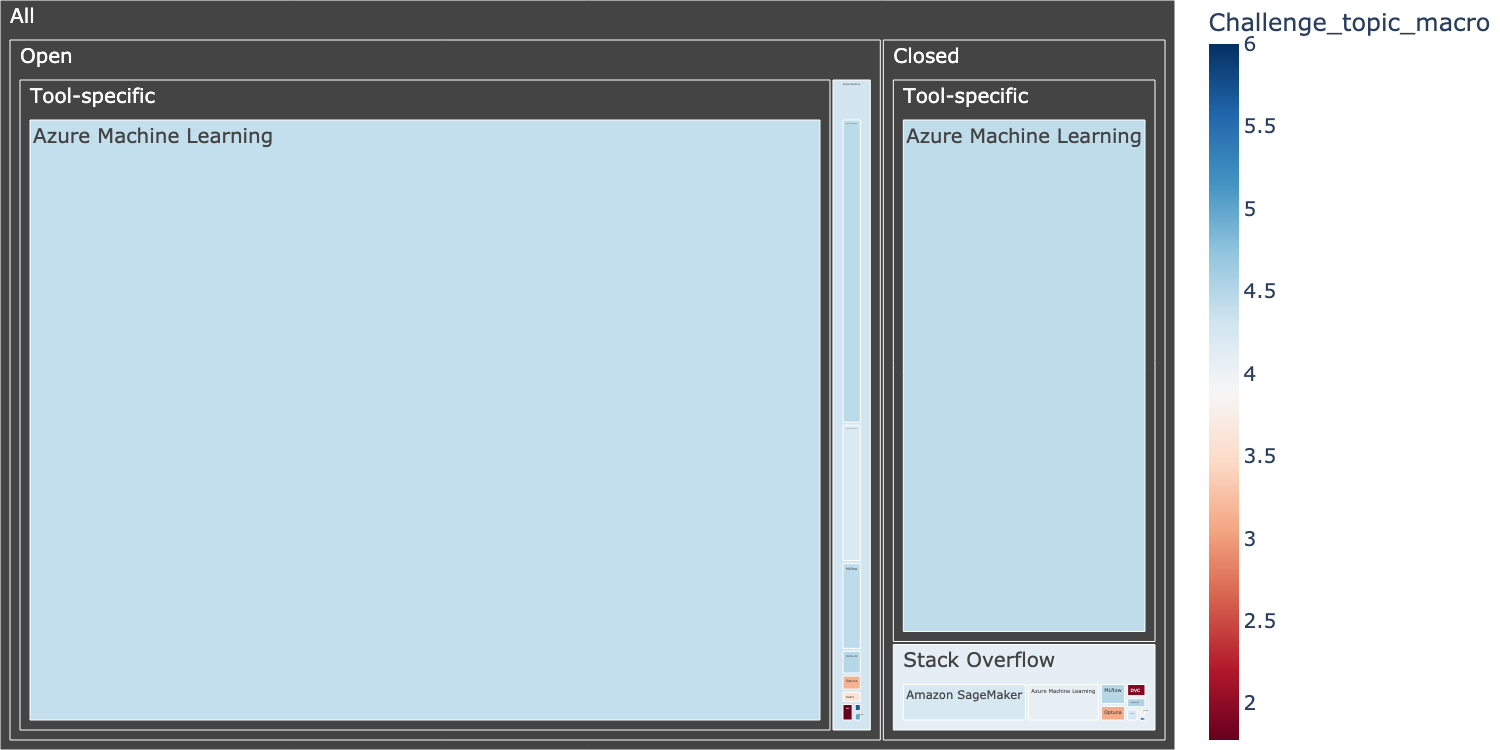 All
Open
Tool-specific
Azure Machine Learning
MLflow
Optuna
Closed
Tool-specific
Azure Machine Learning
Stack Overflow
Amazon SageMaker
Azure Machine Learning
MLflow
Optuna
DVC
Challenge_topic_macro
6
5.5
5
4.5
4
3.5
3
2.5
2